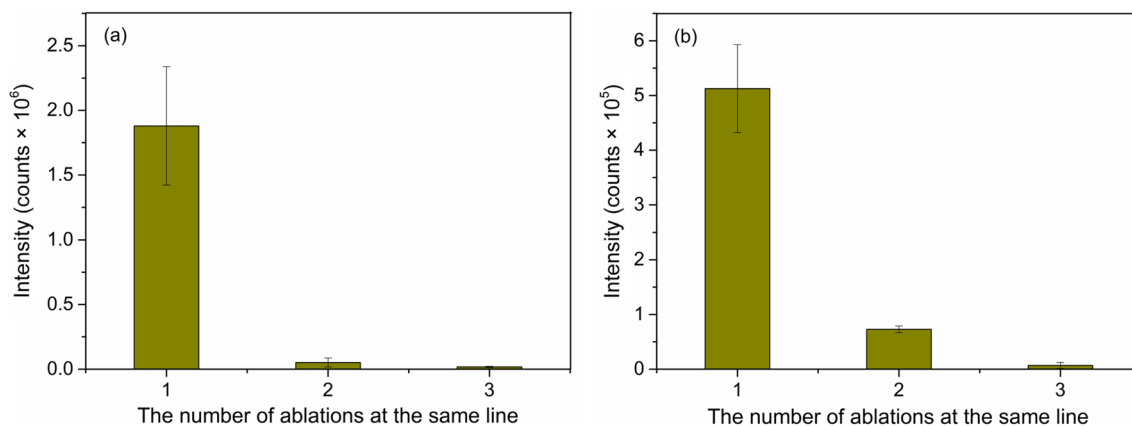 (a)
Intensity (counts × 10⁶)
2.5
2.0
1.5
1.0
0.5
0.0
1 2 3
The number of ablations at the same line
(b)
Intensity (counts × 10⁵)
6
5
4
3
2
1
0
1 2 3
The number of ablations at the same line